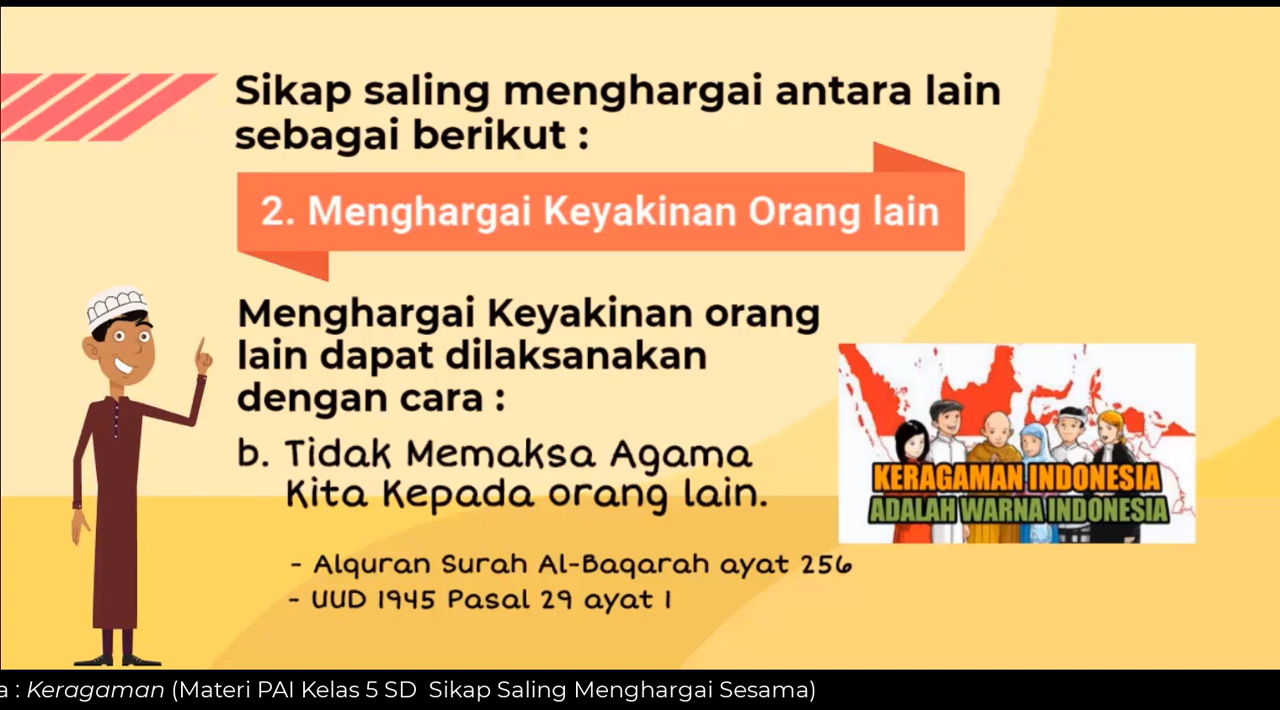 Sikap saling menghargai antara lain
sebagai berikut :
2. Menghargai Keyakinan Orang lain
Menghargai Keyakinan orang
lain dapat dilaksanakan
dengan cara :
b. Tidak Memaksa Agama
Kita Kepada orang lain.
- Alquran Surah Al-Baqarah ayat 256
- UUD 1945 Pasal 29 ayat 1
KERAGAMAN INDONESIA
ADALAH WARNA INDONESIA
a : Keragaman (Materi PAI Kelas 5 SD  Sikap Saling Menghargai Sesama)